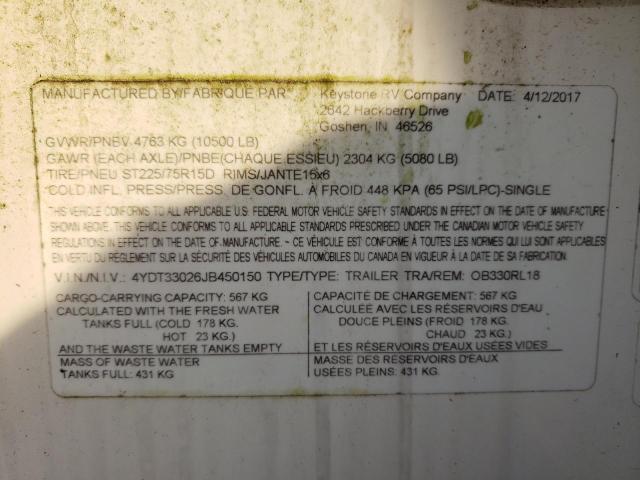 MANUFACTURED BY/FABRIQUE PAR Keystone RV Company DATE: 4/12/2017
2642 Hackberry Drive
Goshen, IN 46526
GVWR/PNBV 4763 KG (10500 LB)
GAWR (EACH AXLE)/PNBE(CHAQUE ESSIEU) 2304 KG (5080 LB)
TIRE/PNEU ST225/75R15D RIMS/JANTE15x6
COLD INFL. PRESS/PRESS. DE GONFL. À FROID 448 KPA (65 PSI/LPC)-SINGLE
THIS VEHICLE CONFORMS TO ALL APPLICABLE U.S. FEDERAL MOTOR VEHICLE SAFETY STANDARDS IN EFFECT ON THE DATE OF MANUFACTURE
SHOWN ABOVE. THIS VEHICLE CONFORMS TO ALL APPLICABLE STANDARDS PRESCRIBED UNDER THE CANADIAN MOTOR VEHICLE SAFETY
REGULATIONS IN EFFECT ON THE DATE OF MANUFACTURE. - CE VÉHICULE EST CONFORME À TOUTES LES NORMES QUI LUI SONT APPLICABLES
EN VERTU DU RÈGLEMENT SUR LA SÉCURITÉ DES VÉHICULES AUTOMOBILES DU CANADA EN VIGUEUR À LA DATE DE SA FABRICATION.
V.I.N./N.I.V.: 4YDT33026JB450150 TYPE/TYPE: TRAILER TRA/REM: OB330RL18
CARGO-CARRYING CAPACITY: 567 KG
CALCULATED WITH THE FRESH WATER
TANKS FULL (COLD 178 KG.
HOT 23 KG.)
AND THE WASTE WATER TANKS EMPTY
MASS OF WASTE WATER
TANKS FULL: 431 KG
CAPACITÉ DE CHARGEMENT: 567 KG
CALCULÉE AVEC LES RÉSERVOIRS D'EAU
DOUCE PLEINS (FROID 178 KG.
CHAUD 23 KG.)
ET LES RÉSERVOIRS D'EAUX USÉES VIDES
MASSE DES RÉSERVOIRS D'EAUX
USÉES PLEINS: 431 KG